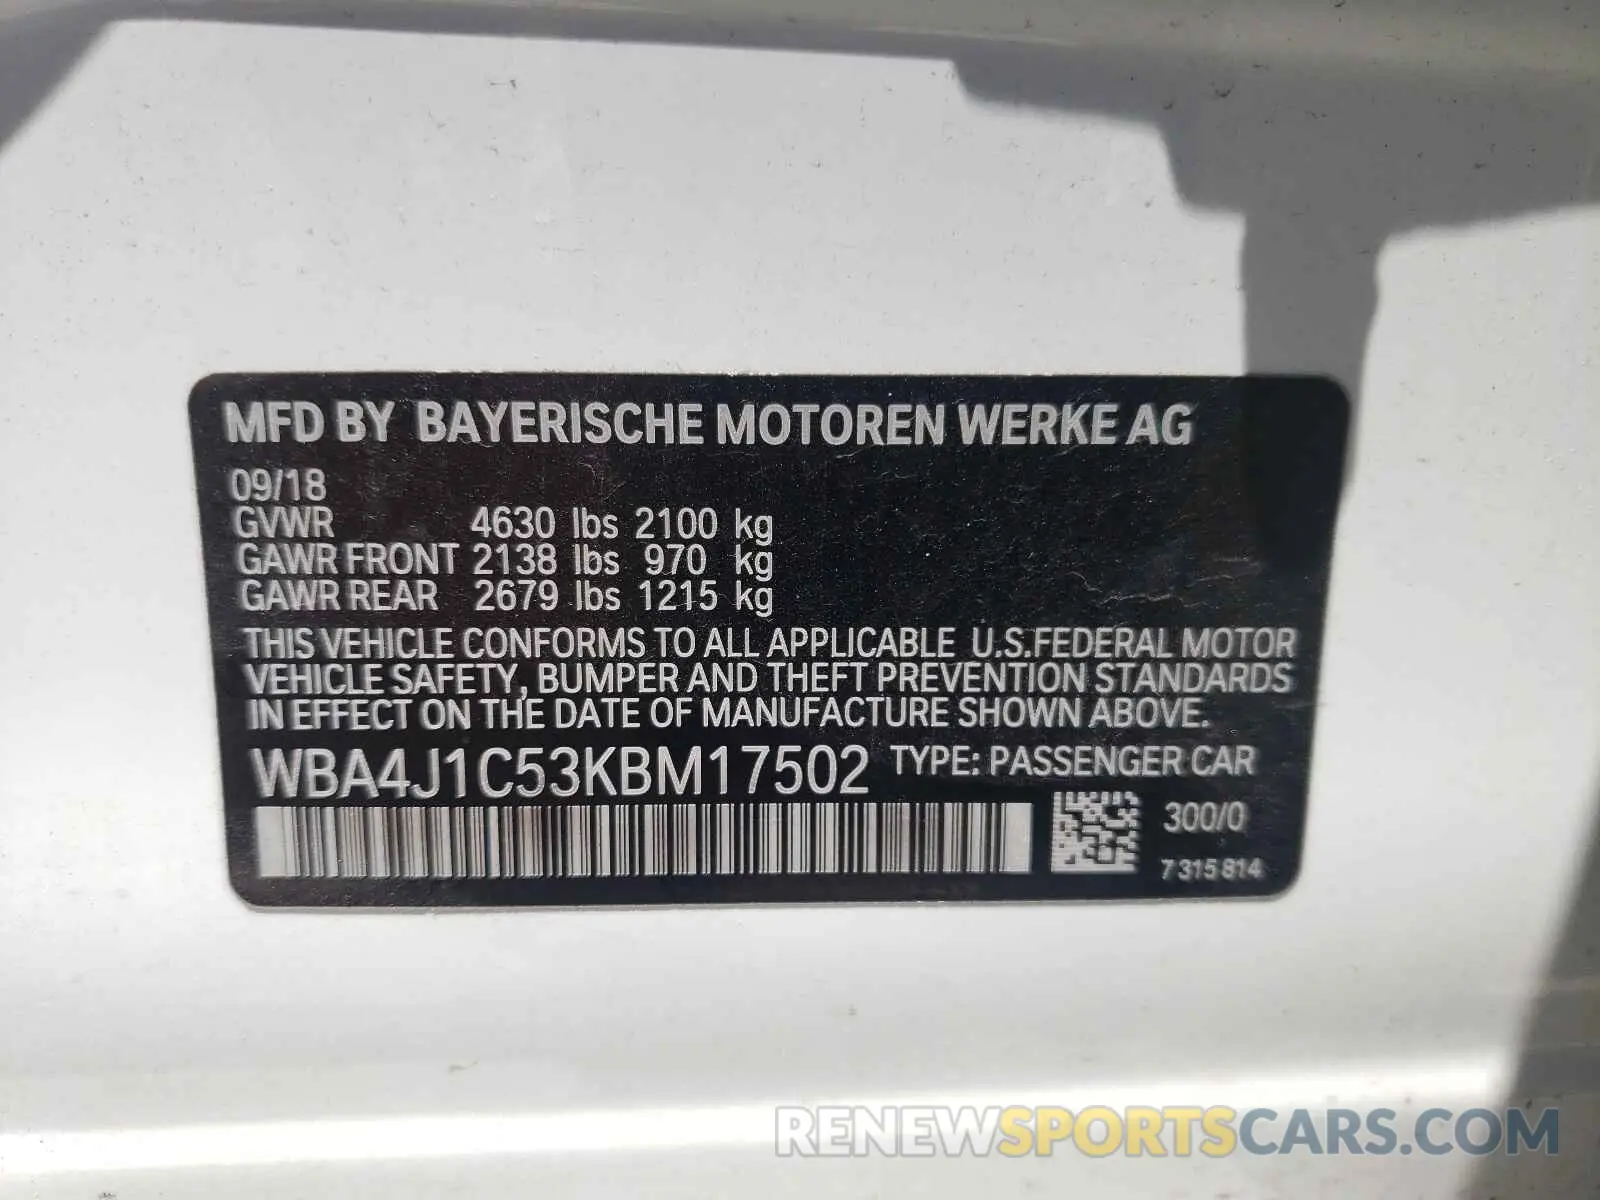 MFD BY BAYERISCHE MOTOREN WERKE AG
09/18
GVWR 4630 lbs 2100 kg
GAWR FRONT 2138 lbs 970 kg
GAWR REAR 2679 lbs 1215 kg
THIS VEHICLE CONFORMS TO ALL APPLICABLE U.S.FEDERAL MOTOR
VEHICLE SAFETY, BUMPER AND THEFT PREVENTION STANDARDS
IN EFFECT ON THE DATE OF MANUFACTURE SHOWN ABOVE.
WBA4J1C53KBM17502 TYPE: PASSENGER CAR
300/0
7 315 814
RENEWSPORTSCARS.COM